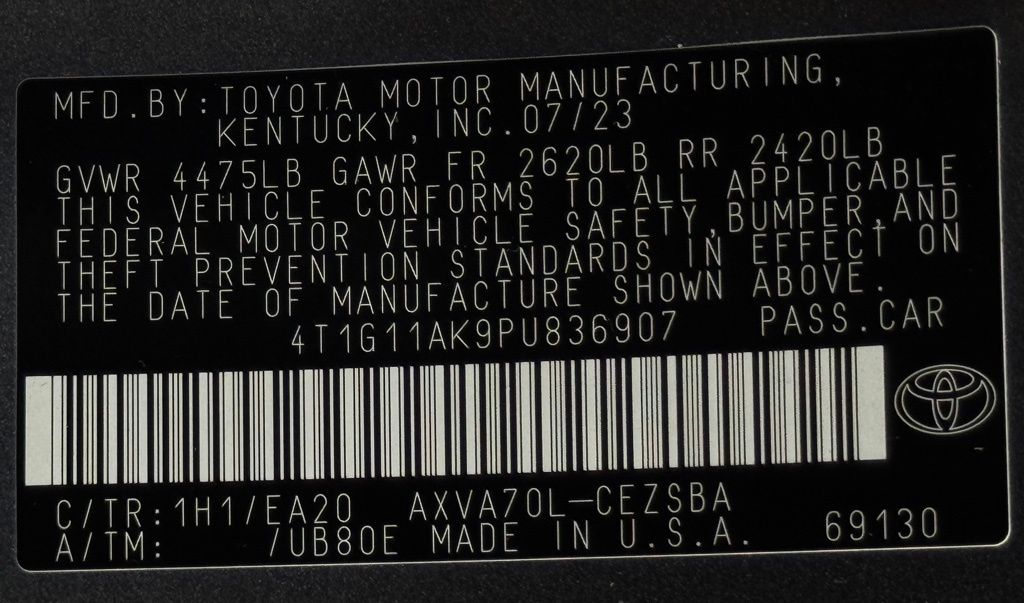 MFD.BY:TOYOTA MOTOR MANUFACTURING,
KENTUCKY,INC.07/23
GVWR 4475LB GAWR FR 2620LB RR 2420LB
THIS VEHICLE CONFORMS TO ALL APPLICABLE
FEDERAL MOTOR VEHICLE SAFETY,BUMPER,AND
THEFT PREVENTION STANDARDS IN EFFECT ON
THE DATE OF MANUFACTURE SHOWN ABOVE.
4T1G11AK9PU836907 PASS.CAR
C/TR:1H1/EA20 AXVA70L-CEZSBA
A/TM: /UB80E MADE IN U.S.A. 69130